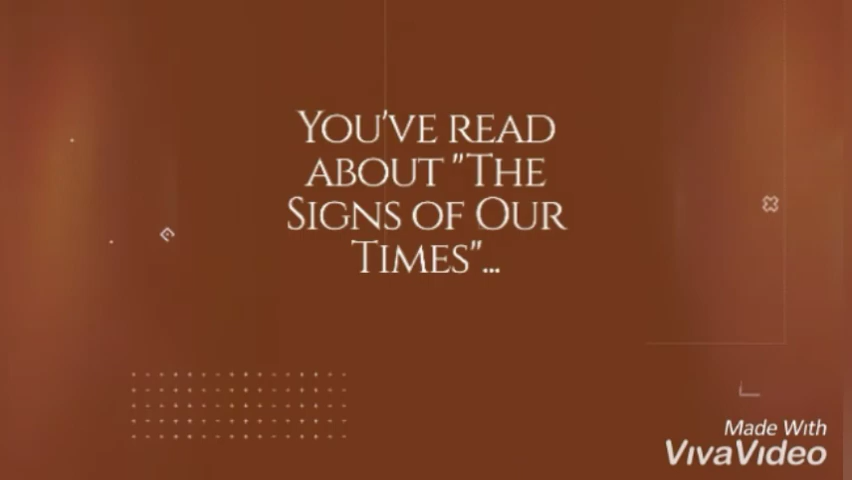 You've read
about "The
Signs of Our
Times"...
Made With
VivaVideo